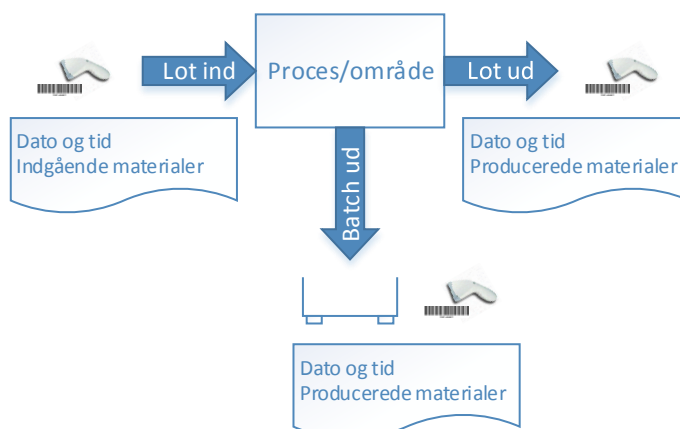 Lot ind
Proces/område
Lot ud
Dato og tid
Indgående materialer
Dato og tid
Producerede materialer
Batch ud
Dato og tid
Producerede materialer